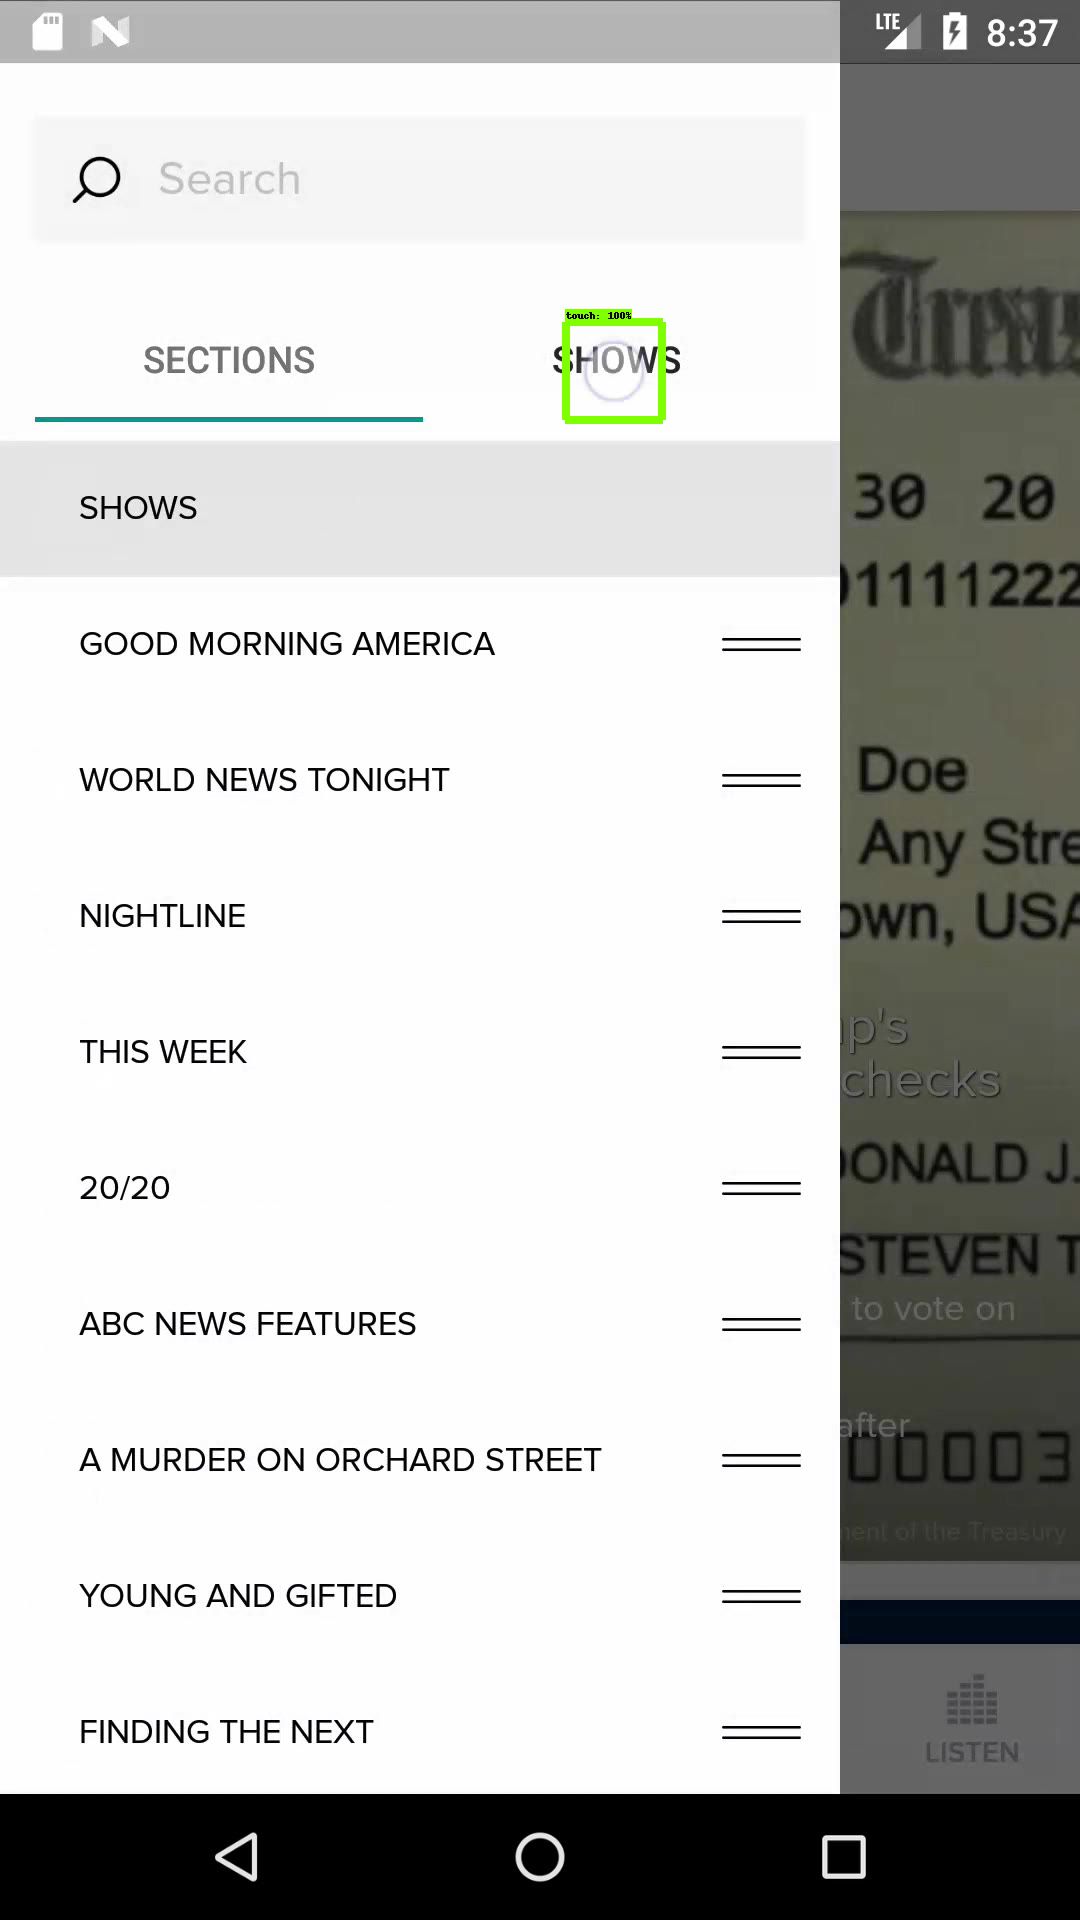 LTE 8:37
Search
touch: 100%
SECTIONS
SHOWS
SHOWS
GOOD MORNING AMERICA
WORLD NEWS TONIGHT
NIGHTLINE
THIS WEEK
20/20
ABC NEWS FEATURES
A MURDER ON ORCHARD STREET
YOUNG AND GIFTED
FINDING THE NEXT
30 20
01111222
Doe
Any Stre
own, USA
p's
checks
DONALD J.
STEVEN T
to vote on
after
00003
ment of the Treasury
LISTEN